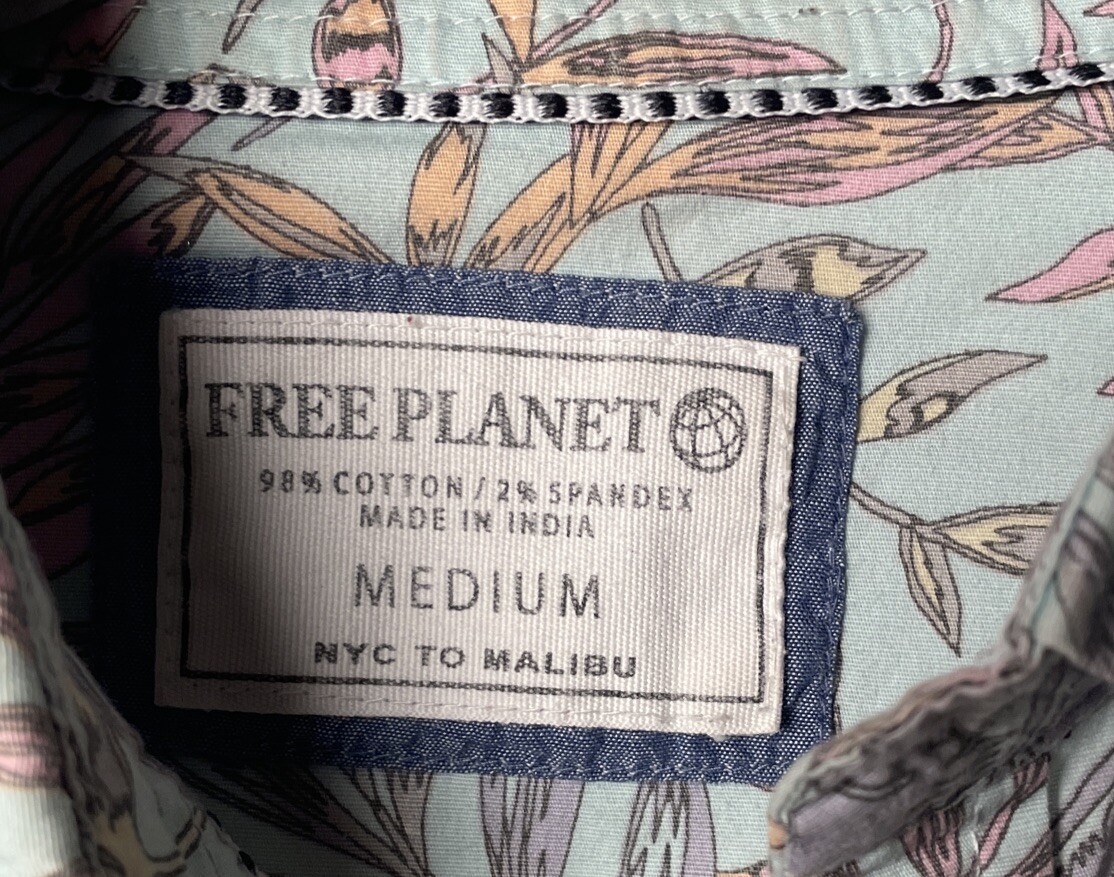 FREE PLANET
98% COTTON / 2% SPANDEX
MADE IN INDIA
MEDIUM
NYC TO MALIBU